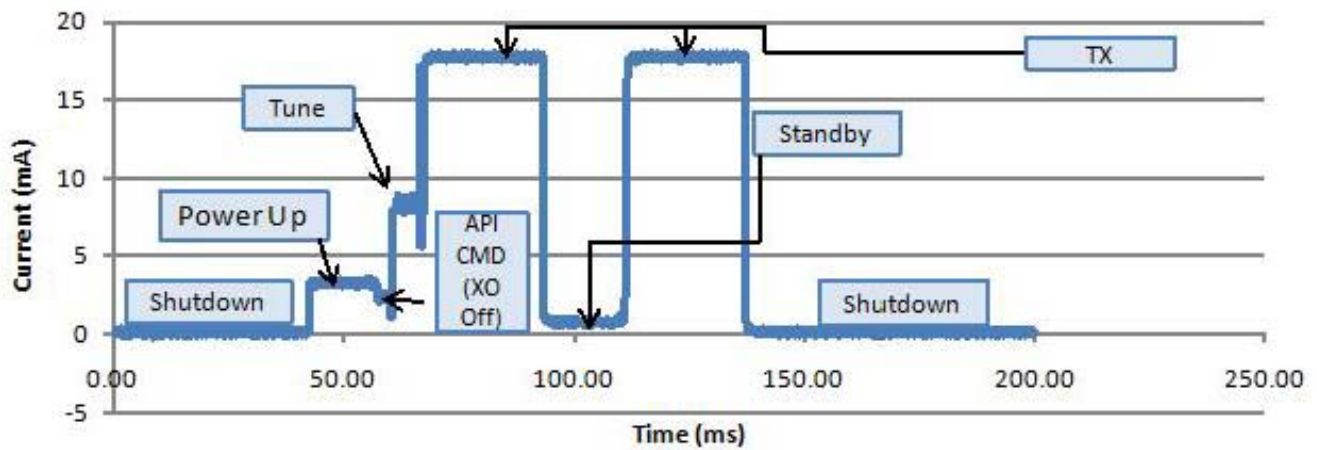 20
15
10
5
0
-5
Current (mA)
0.00
50.00
100.00
150.00
200.00
250.00
Time (ms)
Shutdown
Power Up
Tune
API
CMD
(XO
Off)
TX
Standby
Shutdown